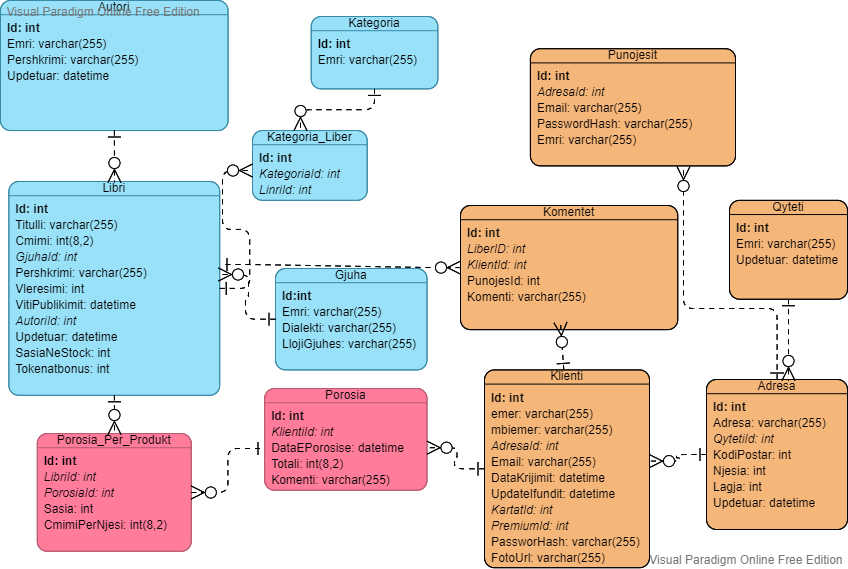 Visual Paradigm Online Free Edition
Autori
Id: int
Emri: varchar(255)
Pershkrimi: varchar(255)
Updetuar: datetime
Kategoria
Id: int
Emri: varchar(255)
Punojesit
Id: int
AdresaId: int
Email: varchar(255)
PasswordHash: varchar(255)
Emri: varchar(255)
Kategoria_Liber
Id: int
KategoriaId: int
LinriId: int
Libri
Id: int
Titulli: varchar(255)
Cmimi: int(8,2)
GjuhaId: int
Pershkrimi: varchar(255)
Vleresimi: int
VitiPublikimit: datetime
AutoriId: int
Updetuar: datetime
SasiaNeStock: int
Tokenatbonus: int
Komentet
Id: int
LiberID: int
KlientId: int
PunojesId: int
Komenti: varchar(255)
Qyteti
Id: int
Emri: varchar(255)
Updetuar: datetime
Gjuha
Id:int
Emri: varchar(255)
Dialekti: varchar(255)
LlojiGjuhes: varchar(255)
Porosia
Id: int
KlientiId: int
DataEPorosise: datetime
Totali: int(8,2)
Komenti: varchar(255)
Klienti
Id: int
emer: varchar(255)
mbiemer: varchar(255)
AdresaId: int
Email: varchar(255)
DataKrijimit: datetime
UpdateIfundit: datetime
KartatId: int
PremiumId: int
PassworHash: varchar(255)
FotoUrl: varchar(255)
Adresa
Id: int
Adresa: varchar(255)
QytetiId: int
KodiPostar: int
Njesia: int
Lagja: int
Updetuar: datetime
Porosia_Per_Produkt
Id: int
LibriId: int
PorosiaId: int
Sasia: int
CmimiPerNjesi: int(8,2)
Visual Paradigm Online Free Edition